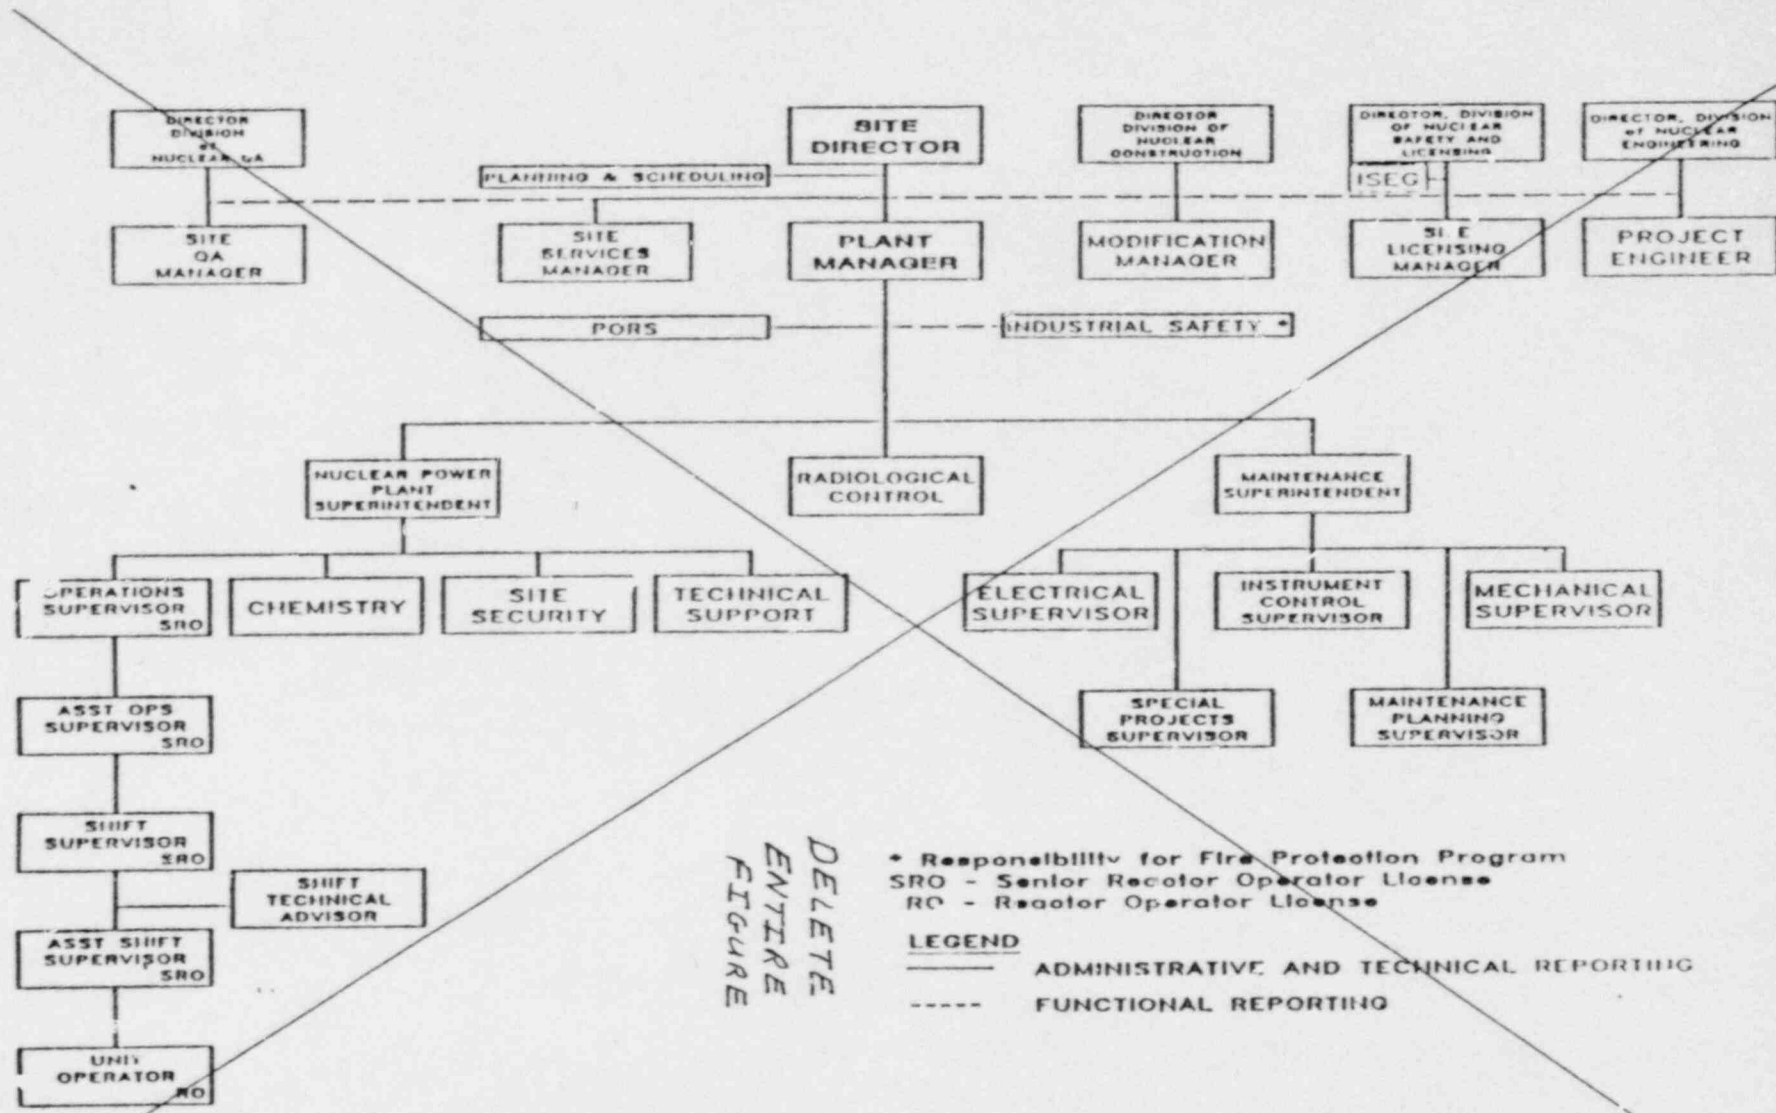 DIRECTOR
DIVISION
of
NUCLEAR QA
SITE
DIRECTOR
DIRECTOR
DIVISION OF
NUCLEAR
CONSTRUCTION
DIRECTOR, DIVISION
OF NUCLEAR
SAFETY AND
LICENSING
DIRECTOR, DIVISION
of NUCLEAR
ENGINEERING
PLANNING & SCHEDULING
ISEG
SITE
QA
MANAGER
SITE
SERVICES
MANAGER
PLANT
MANAGER
MODIFICATION
MANAGER
SITE
LICENSING
MANAGER
PROJECT
ENGINEER
PORS
INDUSTRIAL SAFETY *
NUCLEAR POWER
PLANT
SUPERINTENDENT
RADIOLOGICAL
CONTROL
MAINTENANCE
SUPERINTENDENT
OPERATIONS
SUPERVISOR
SRO
CHEMISTRY
SITE
SECURITY
TECHNICAL
SUPPORT
ELECTRICAL
SUPERVISOR
INSTRUMENT
CONTROL
SUPERVISOR
MECHANICAL
SUPERVISOR
ASST OPS
SUPERVISOR
SRO
SPECIAL
PROJECTS
SUPERVISOR
MAINTENANCE
PLANNING
SUPERVISOR
SHIFT
SUPERVISOR
SRO
SHIFT
TECHNICAL
ADVISOR
ASST SHIFT
SUPERVISOR
SRO
UNIT
OPERATOR
RO
DELETE
ENTIRE
FIGURE
* Responsibility for Fire Protection Program
SRO - Senior Recotor Operator License
RO - Reactor Operator License
LEGEND
ADMINISTRATIVE AND TECHNICAL REPORTING
FUNCTIONAL REPORTING